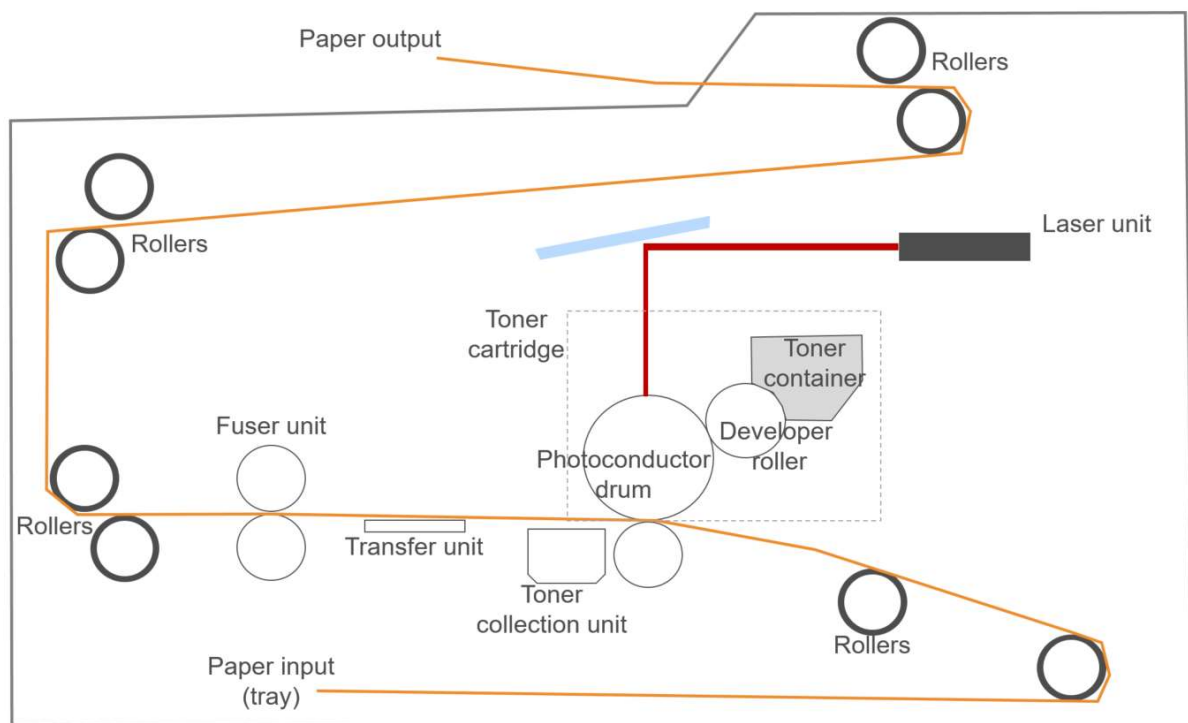 Paper output
Rollers
Laser unit
Rollers
Toner
cartridge
Toner
container
Fuser unit
Developer
roller
Photoconductor
drum
Rollers
Transfer unit
Toner
collection unit
Rollers
Paper input
(tray)